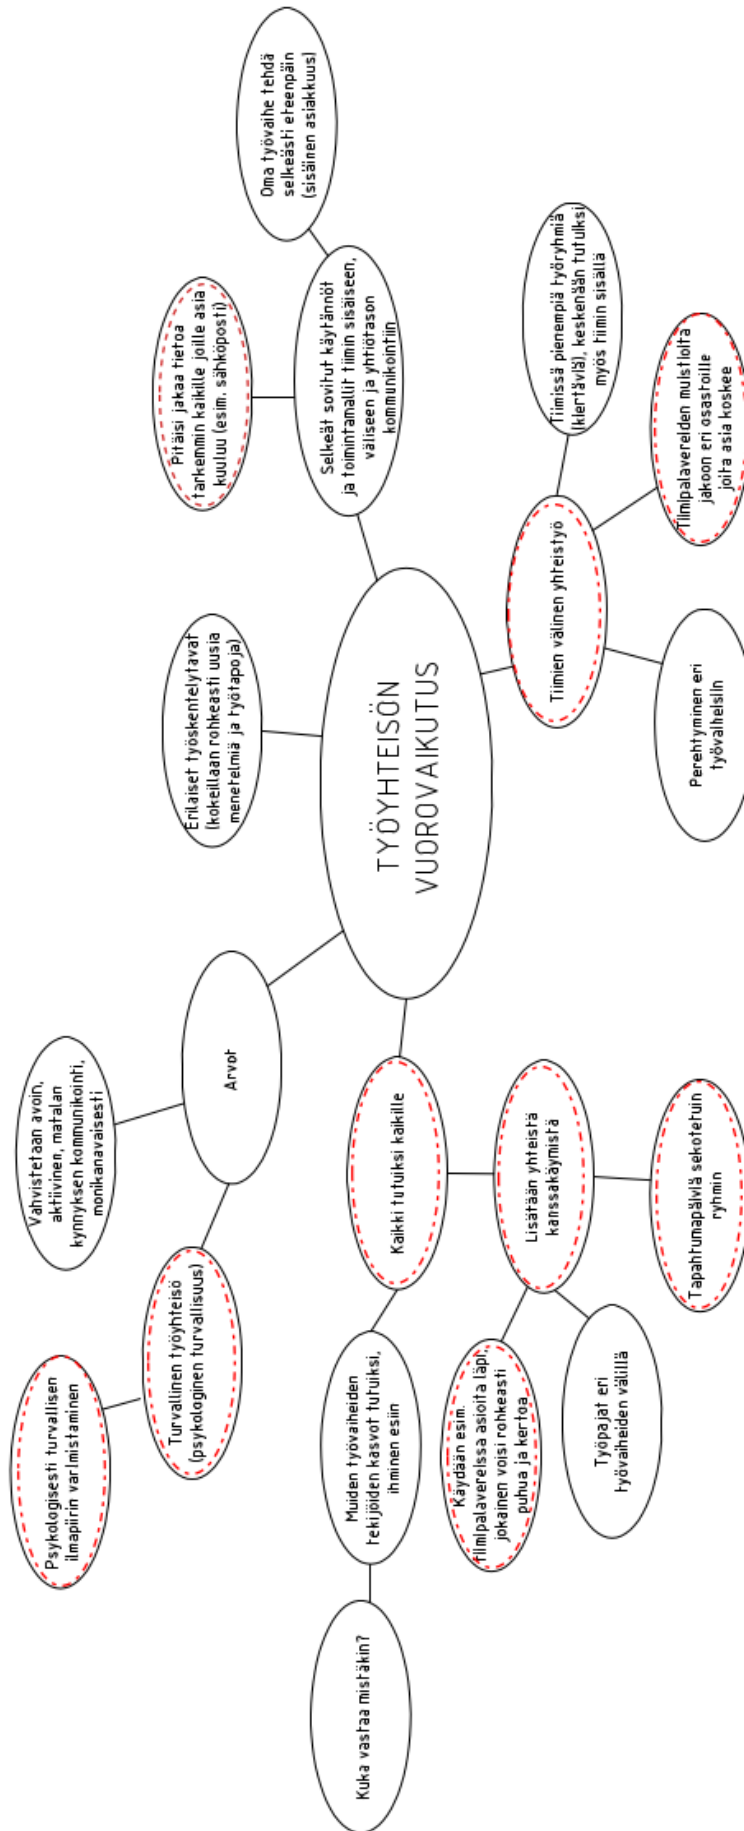 Psykologisesti turvallisen
ilmapiirin varmistaminen
Vahvistetaan avoin,
aktiivinen, matalan
kynnyksen kommunikointi,
monikanavaisesti
Turvallinen työyhteisö
(psykologinen turvallisuus)
Erilaiset työskentelytavat
(kokeillaan rohkeasti uusia
menetelmiä ja työtapoja)
Pitäisi jakaa tietoa
tarkemmin kaikille joille asia
kuuluu (esim. sähköposti)
Arvot
Oma työvaihe tehdä
selkeästi eteenpäin
(sisäinen asiakkuus)
Selkeät sovitut käytännöt
ja toimintamallit tiimin sisäiseen,
väliseen ja yhtiötason
kommunikointiin
Kuka vastaa mistäkin?
Muiden työvaiheiden
tekijöiden kasvot tutuiksi,
ihminen esiin
Kaikki tutuiksi kaikille
TYÖYHTEISÖN
VUOROVAIKUTUS
Käydään esim.
tiimipalavereissa asioita läpi,
jokainen voisi rohkeasti
puhua ja kertoa
Lisätään yhteistä
kanssakäymistä
Tiimien välinen yhteistyö
Tiimissä pienempiä työryhmiä
(kiertäviä), keskenään tutuiksi
myös tiimin sisällä
Työpajat eri
työvaiheiden välillä
Tapahtumapäiviä sekotetuin
ryhmin
Perehtyminen eri
työvaiheisiin
Tiimipalavereiden muistiolta
jakoon eri osastoille
joita asia koskee